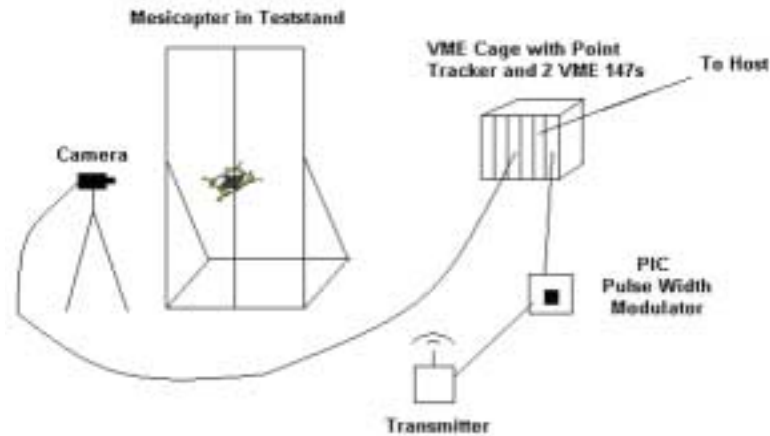 Mesicopter in Teststand
VME Cage with Point
Tracker and 2 VME 147s
To Host
Camera
PIC
Pulse Width
Modulator
Transmitter